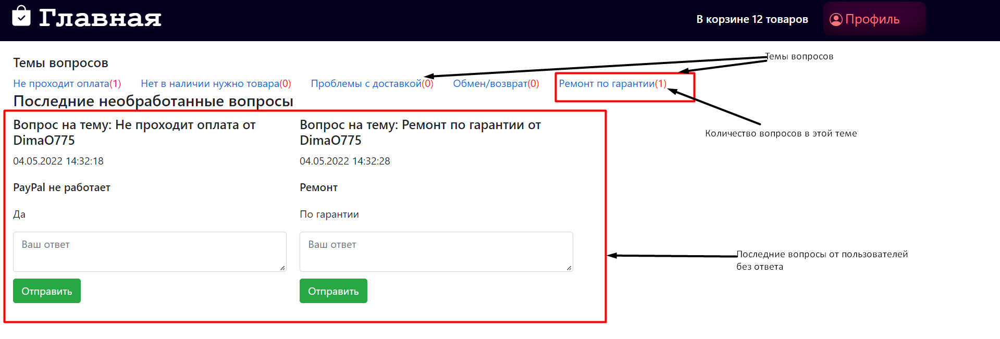 Главная
В корзине 12 товаров
Профиль
Темы вопросов
Темы вопросов
Не проходит оплата(1)
Нет в наличии нужно товара(0)
Проблемы с доставкой(0)
Обмен/возврат(0)
Ремонт по гарантии(1)
Последние необработанные вопросы
Количество вопросов в этой теме
Вопрос на тему: Не проходит оплата от
DimaO775
04.05.2022 14:32:18
PayPal не работает
Да
Ваш ответ
Отправить
Вопрос на тему: Ремонт по гарантии от
DimaO775
04.05.2022 14:32:28
Ремонт
По гарантии
Ваш ответ
Отправить
Последние вопросы от пользователей
без ответа